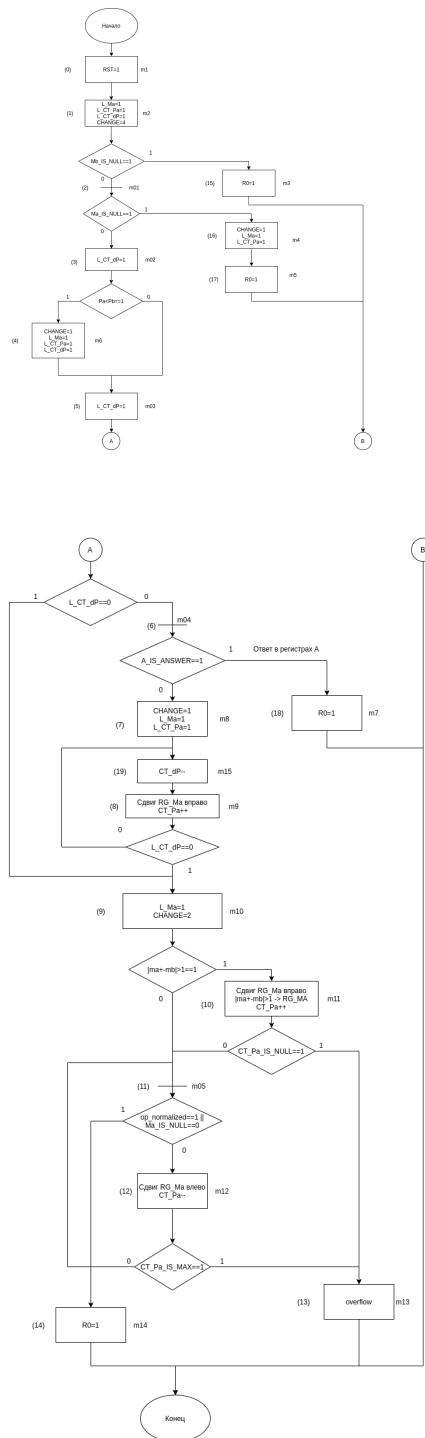 Начало
(0)
RST=1
m1
(1)
L_Ma=1
L_CT_Pa=1
L_CT_dP=1
CHANGE=4
m2
Mb_IS_NULL==1
1
0
(2)
m01
(15)
R0=1
m3
Ma_IS_NULL==1
1
0
(16)
CHANGE=1
L_Ma=1
L_CT_Pa=1
m4
(3)
L_CT_dP=1
m02
(17)
R0=1
m5
1
Pa<Pb==1
0
(4)
CHANGE=1
L_Ma=1
L_CT_Pa=1
L_CT_dP=1
m6
(5)
L_CT_dP=1
m03
A
B
A
B
1
L_CT_dP==0
0
(6)
m04
A_IS_ANSWER==1
1
Ответ в регистрах A
0
(7)
CHANGE=1
L_Ma=1
L_CT_Pa=1
m8
(18)
R0=1
m7
(19)
CT_dP--
m15
(8)
Сдвиг RG_Ma вправо
CT_Pa++
m9
0
L_CT_dP==0
1
(9)
L_Ma=1
CHANGE=2
m10
|ma+-mb|>1==1
1
0
(10)
Сдвиг RG_Ma вправо
|ma+-mb|>1 -> RG_MA
CT_Pa++
m11
0
CT_Pa_IS_NULL==1
1
(11)
m05
1
op_normalized==1 ||
Ma_IS_NULL==0
0
(12)
Сдвиг RG_Ma влево
CT_Pa--
m12
0
CT_Pa_IS_MAX==1
1
(13)
overflow
m13
(14)
R0=1
m14
Конец